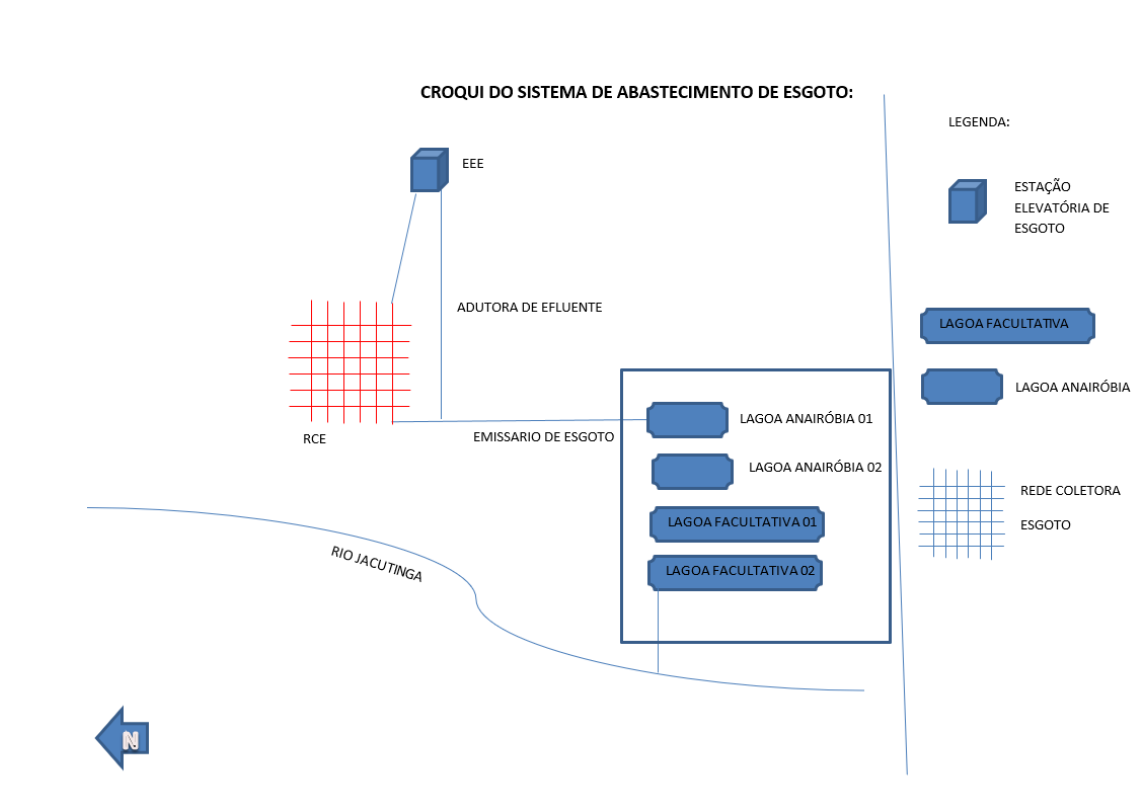 CROQUI DO SISTEMA DE ABASTECIMENTO DE ESGOTO:
EEE
ADUTORA DE EFLUENTE
RCE
EMISSARIO DE ESGOTO
LAGOA ANAIRÓBIA 01
LAGOA ANAIRÓBIA 02
LAGOA FACULTATIVA 01
LAGOA FACULTATIVA 02
RIO JACUTINGA
N
LEGENDA:
ESTAÇÃO
ELEVATÓRIA DE
ESGOTO
LAGOA FACULTATIVA
LAGOA ANAIRÓBIA
REDE COLETORA
ESGOTO